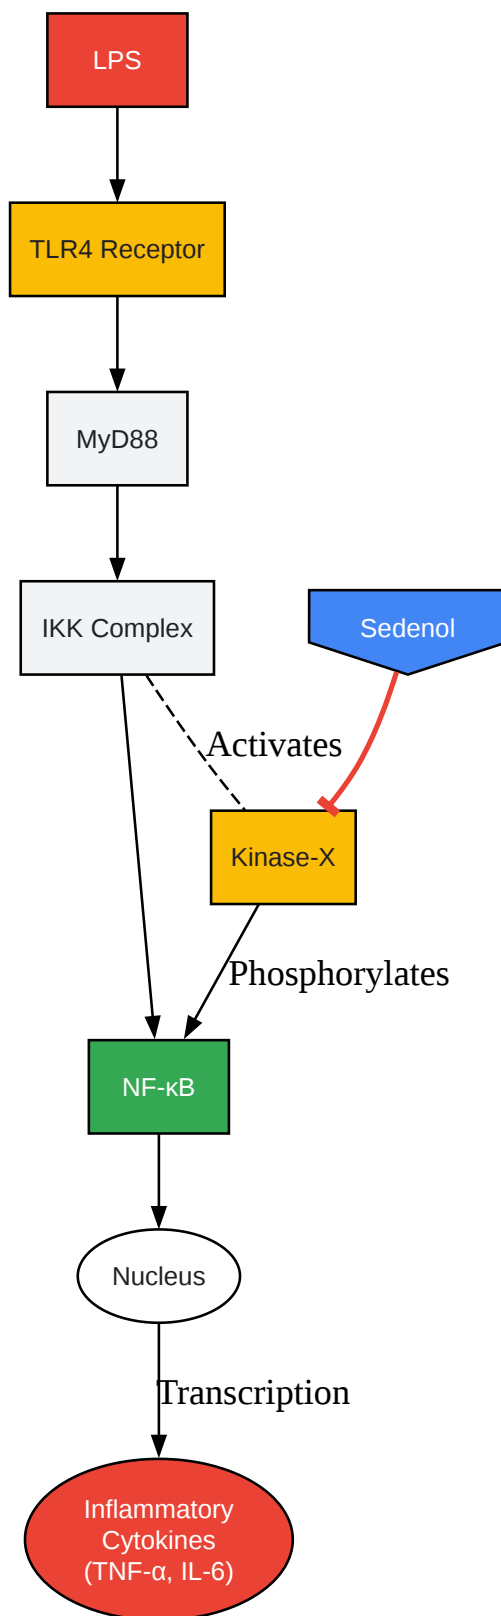 LPS
TLR4 Receptor
MyD88
IKK Complex
Sedenol
Activates
Kinase-X
Phosphorylates
NF-κB
Nucleus
Transcription
Inflammatory
Cytokines
(TNF-α, IL-6)